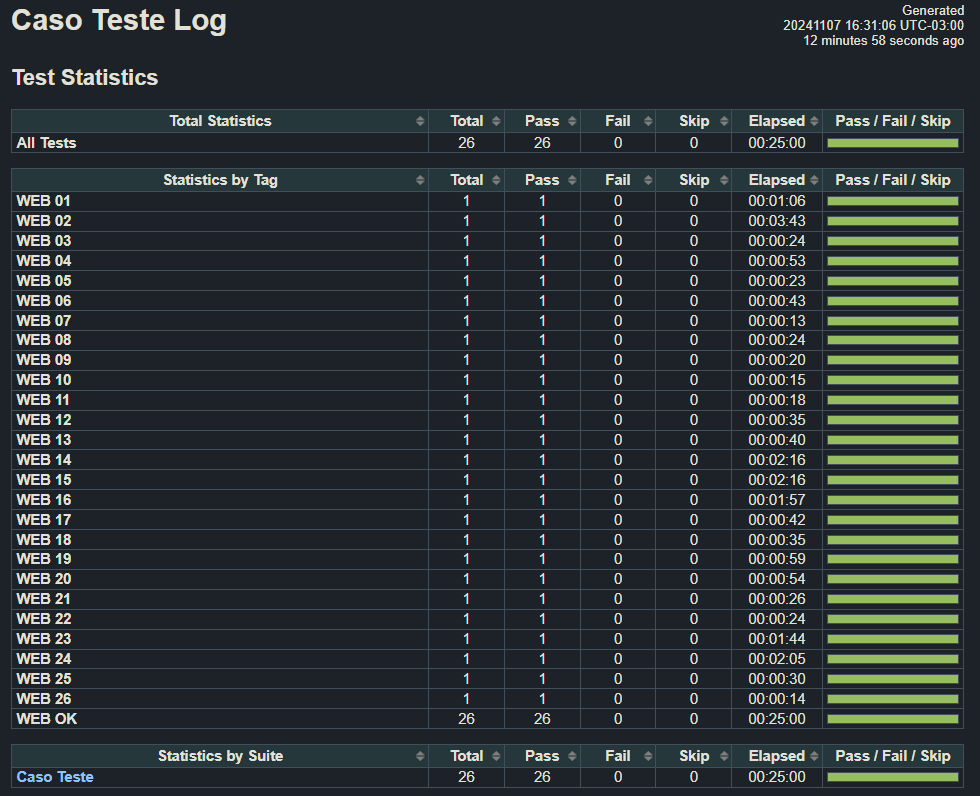 Caso Teste Log
Generated
20241107 16:31:06 UTC-03:00
12 minutes 58 seconds ago
Test Statistics
Total Statistics Total Pass Fail Skip Elapsed Pass / Fail / Skip
All Tests 26 26 0 0 00:25:00
Statistics by Tag Total Pass Fail Skip Elapsed Pass / Fail / Skip
WEB 01 1 1 0 0 00:01:06
WEB 02 1 1 0 0 00:03:43
WEB 03 1 1 0 0 00:00:24
WEB 04 1 1 0 0 00:00:53
WEB 05 1 1 0 0 00:00:23
WEB 06 1 1 0 0 00:00:43
WEB 07 1 1 0 0 00:00:13
WEB 08 1 1 0 0 00:00:24
WEB 09 1 1 0 0 00:00:20
WEB 10 1 1 0 0 00:00:15
WEB 11 1 1 0 0 00:00:18
WEB 12 1 1 0 0 00:00:35
WEB 13 1 1 0 0 00:00:40
WEB 14 1 1 0 0 00:02:16
WEB 15 1 1 0 0 00:02:16
WEB 16 1 1 0 0 00:01:57
WEB 17 1 1 0 0 00:00:42
WEB 18 1 1 0 0 00:00:35
WEB 19 1 1 0 0 00:00:59
WEB 20 1 1 0 0 00:00:54
WEB 21 1 1 0 0 00:00:26
WEB 22 1 1 0 0 00:00:24
WEB 23 1 1 0 0 00:01:44
WEB 24 1 1 0 0 00:02:05
WEB 25 1 1 0 0 00:00:30
WEB 26 1 1 0 0 00:00:14
WEB OK 26 26 0 0 00:25:00
Statistics by Suite Total Pass Fail Skip Elapsed Pass / Fail / Skip
Caso Teste 26 26 0 0 00:25:00